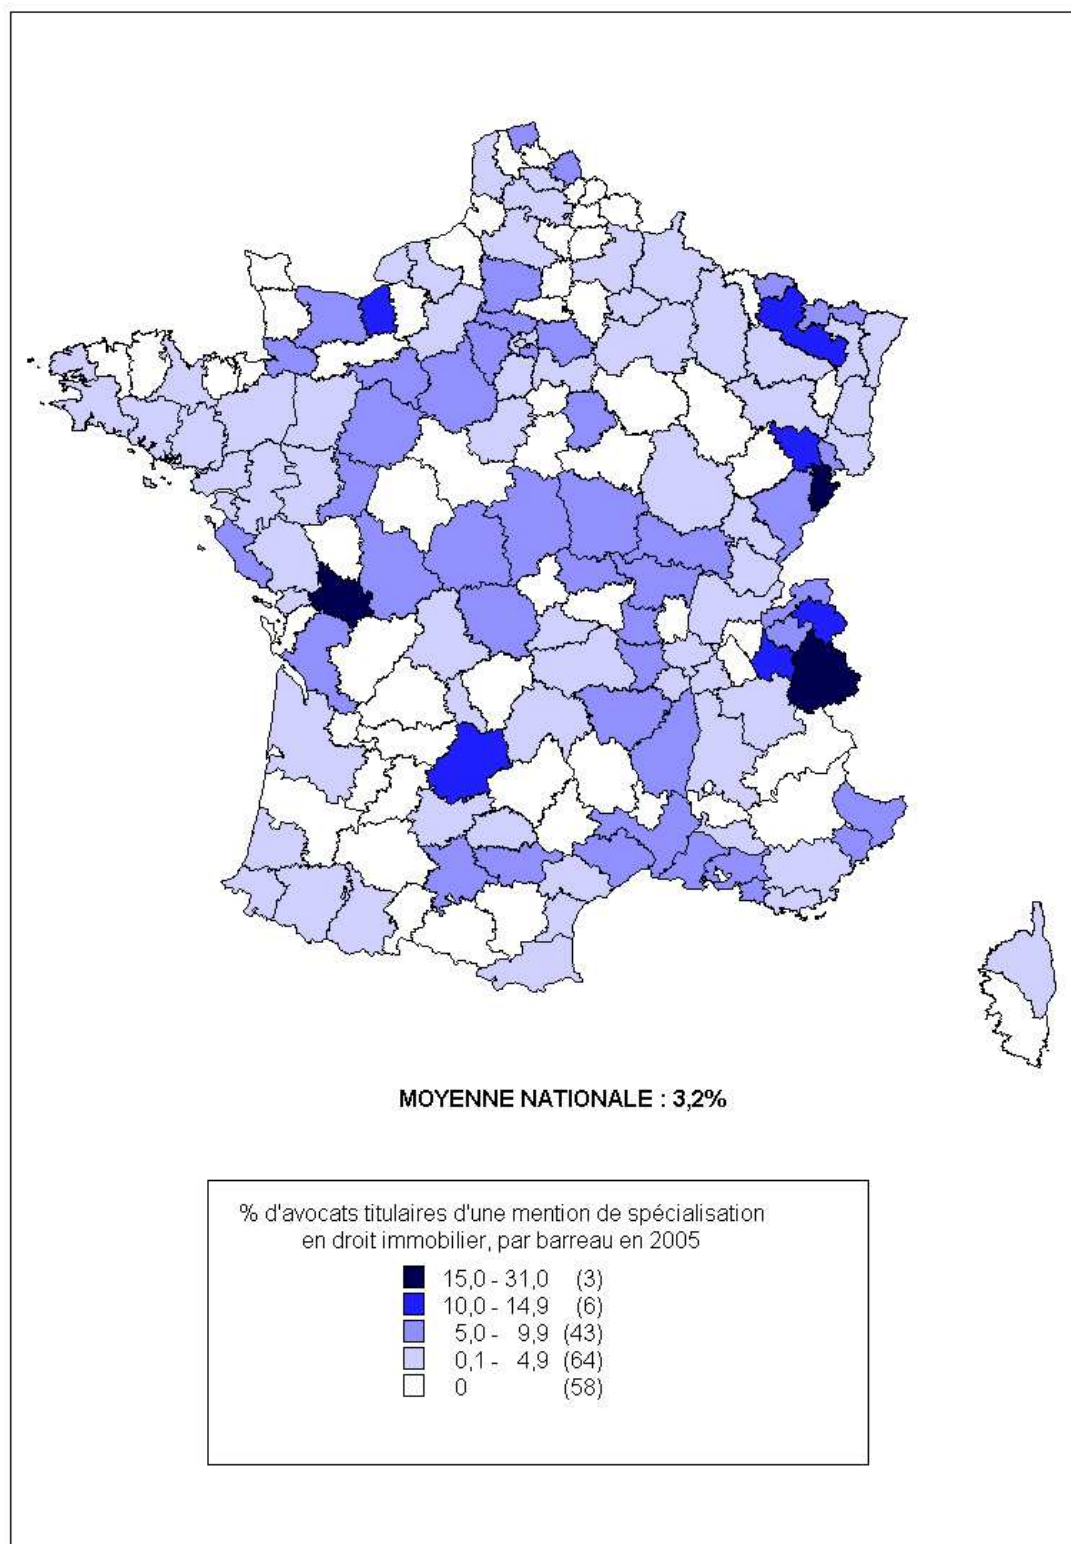 MOYENNE NATIONALE : 3,2%
% d'avocats titulaires d'une mention de spécialisation
en droit immobilier, par barreau en 2005
15,0 - 31,0 (3)
10,0 - 14,9 (6)
5,0 - 9,9 (43)
0,1 - 4,9 (64)
0 (58)